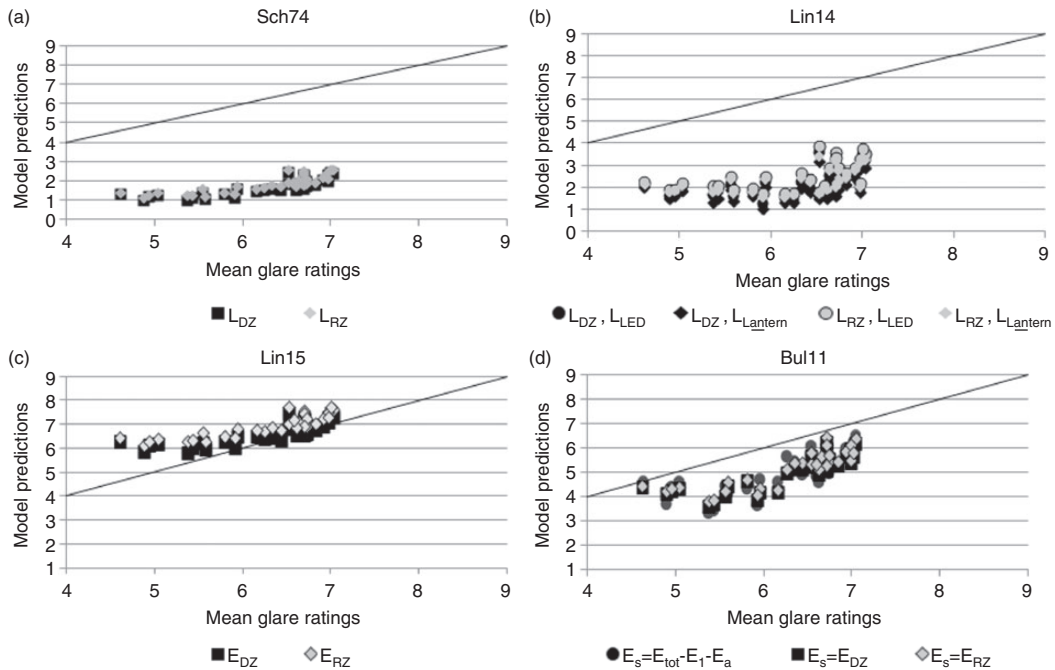 (a) Sch74
9
8
7
6
5
4
3
2
1
0
Model predictions
4 5 6 7 8 9
Mean glare ratings
L_DZ L_RZ
(b) Lin14
9
8
7
6
5
4
3
2
1
0
Model predictions
4 5 6 7 8 9
Mean glare ratings
L_DZ , L_LED L_DZ , L_Lantern L_RZ , L_LED L_RZ , L_Lantern
(c) Lin15
9
8
7
6
5
4
3
2
1
Model predictions
4 5 6 7 8 9
Mean glare ratings
E_DZ E_RZ
(d) Bul11
9
8
7
6
5
4
3
2
1
Model predictions
4 5 6 7 8 9
Mean glare ratings
E_s=E_tot-E_1-E_a E_s=E_DZ E_s=E_RZ